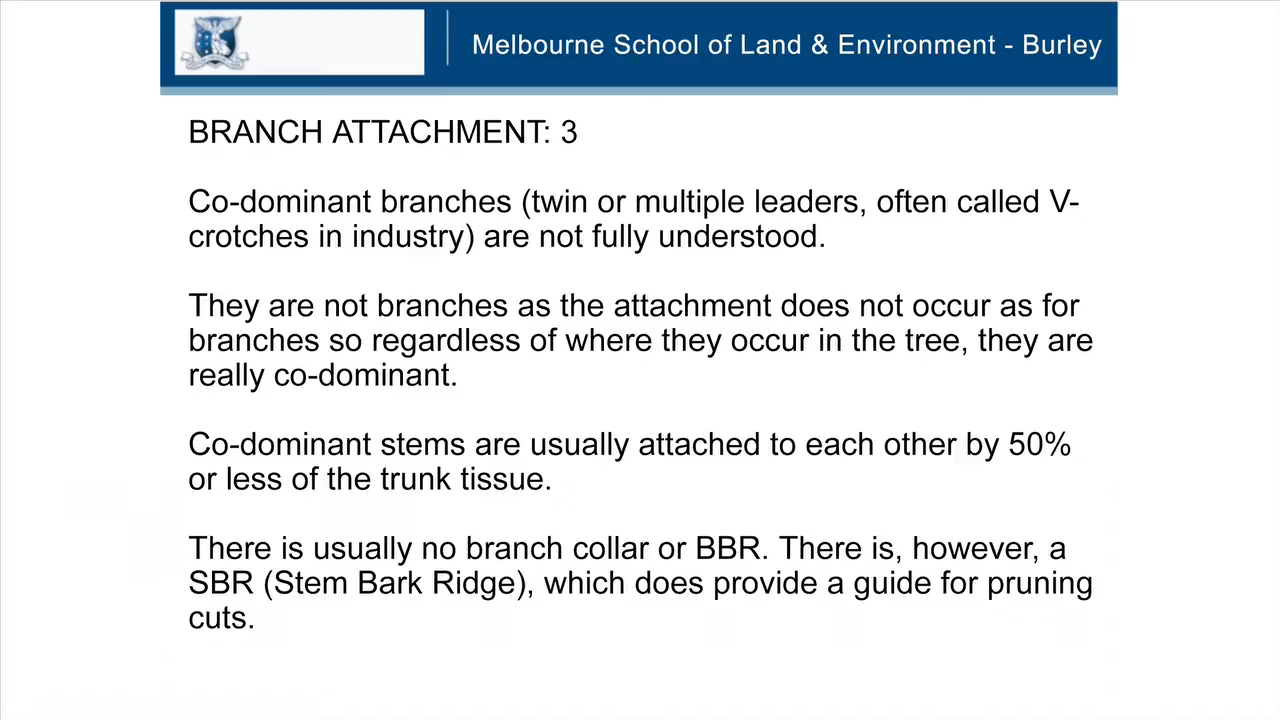 Melbourne School of Land & Environment - Burley
BRANCH ATTACHMENT: 3
Co-dominant branches (twin or multiple leaders, often called V-
crotches in industry) are not fully understood.
They are not branches as the attachment does not occur as for
branches so regardless of where they occur in the tree, they are
really co-dominant.
Co-dominant stems are usually attached to each other by 50%
or less of the trunk tissue.
There is usually no branch collar or BBR. There is, however, a
SBR (Stem Bark Ridge), which does provide a guide for pruning
cuts.